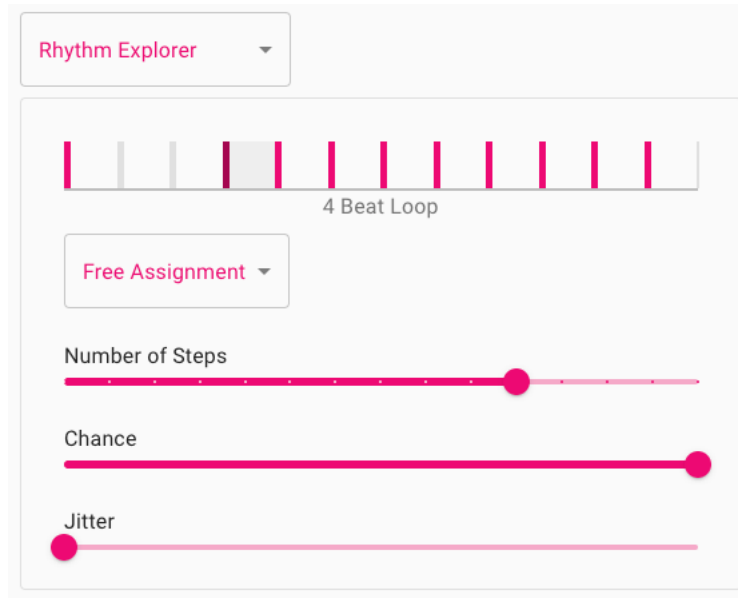 Rhythm Explorer
4 Beat Loop
Free Assignment
Number of Steps
Chance
Jitter